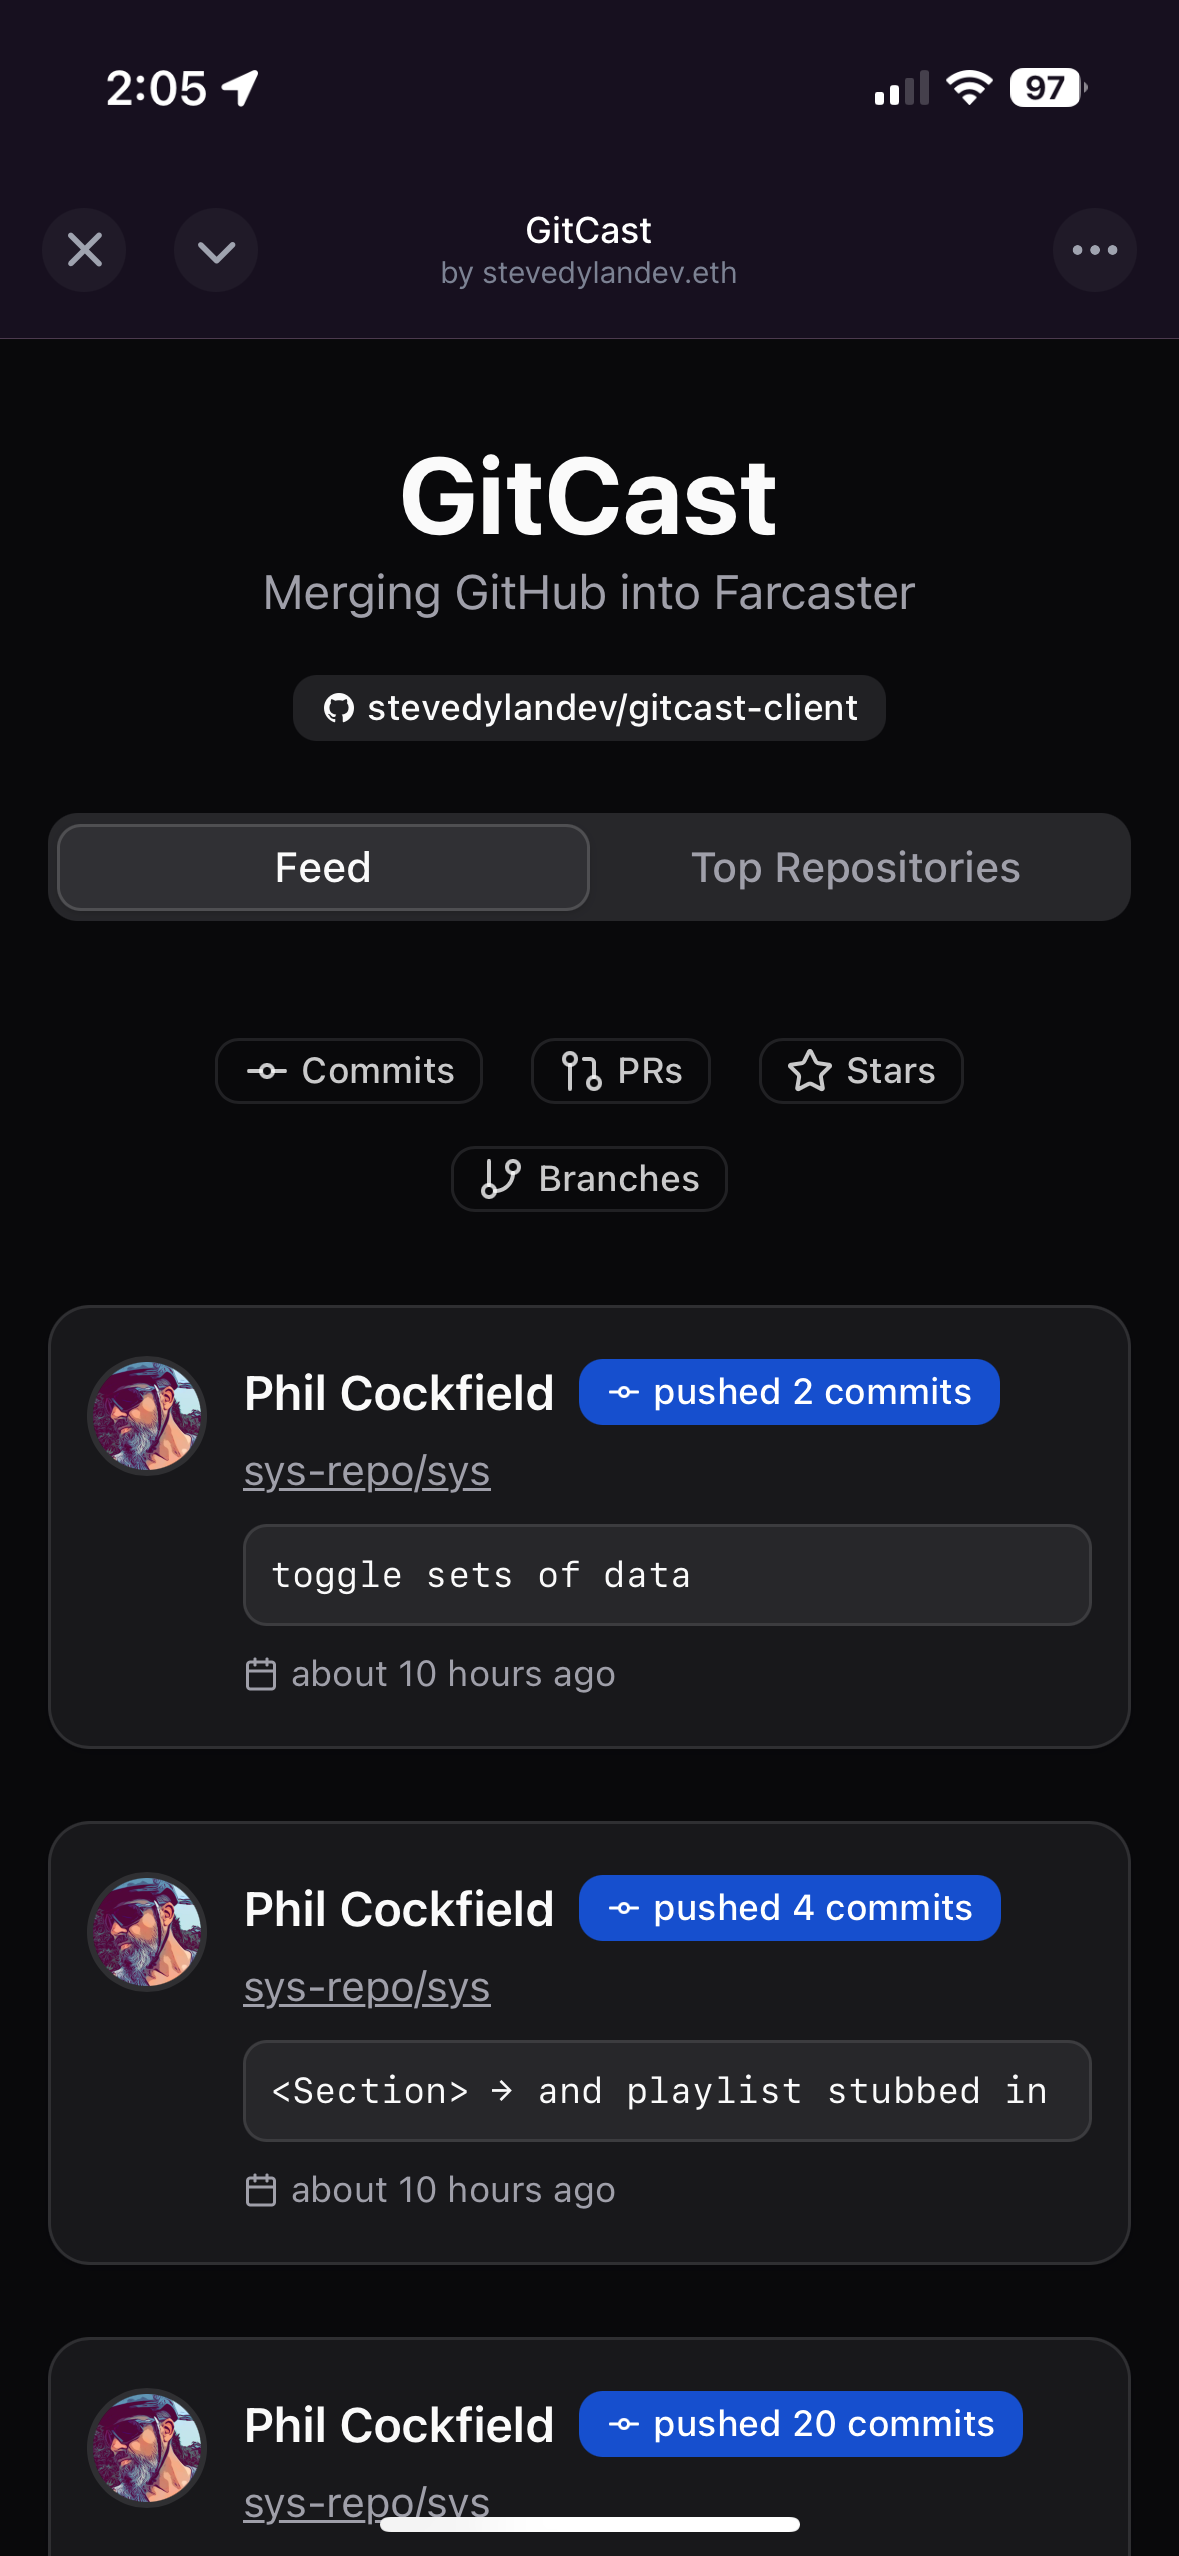 2:05
97
GitCast
by stevedylandev.eth
GitCast
Merging GitHub into Farcaster
stevedylandev/gitcast-client
Feed
Top Repositories
Commits
PRs
Stars
Branches
Phil Cockfield
pushed 2 commits
sys-repo/sys
toggle sets of data
about 10 hours ago
Phil Cockfield
pushed 4 commits
sys-repo/sys
<Section> → and playlist stubbed in
about 10 hours ago
Phil Cockfield
pushed 20 commits
sys-repo/sys